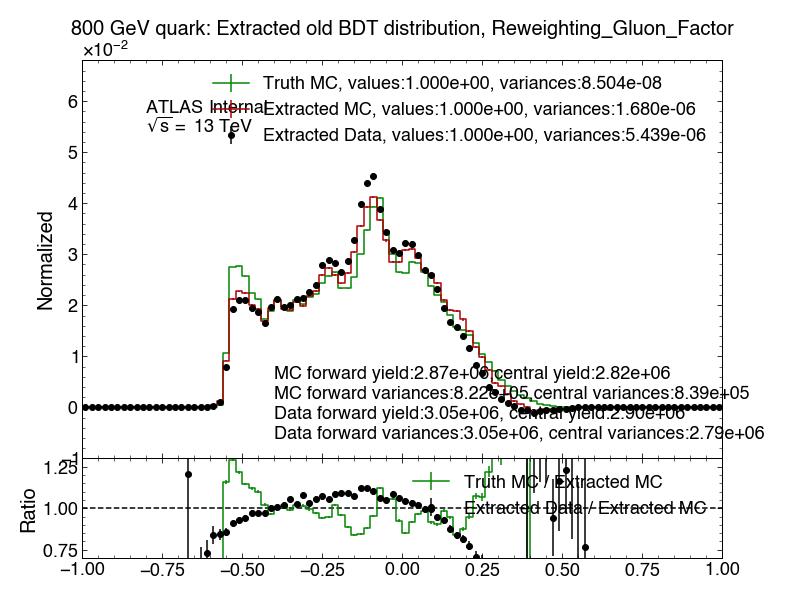 800 GeV quark: Extracted old BDT distribution, Reweighting_Gluon_Factor
×10−2
Truth MC, values:1.000e+00, variances:8.504e-08
ATLAS Internal
Extracted MC, values:1.000e+00, variances:1.680e-06
√s = 13 TeV
Extracted Data, values:1.000e+00, variances:5.439e-06
Normalized
6
5
4
3
2
1
0
−1
MC forward yield:2.87e+06, central yield:2.82e+06
MC forward variances:8.22e+05, central variances:8.39e+05
Data forward yield:3.05e+06, central yield:2.90e+06
Data forward variances:3.05e+06, central variances:2.79e+06
Ratio
1.25
1.00
0.75
Truth MC / Extracted MC
Extracted Data / Extracted MC
−1.00 −0.75 −0.50 −0.25 0.00 0.25 0.50 0.75 1.00